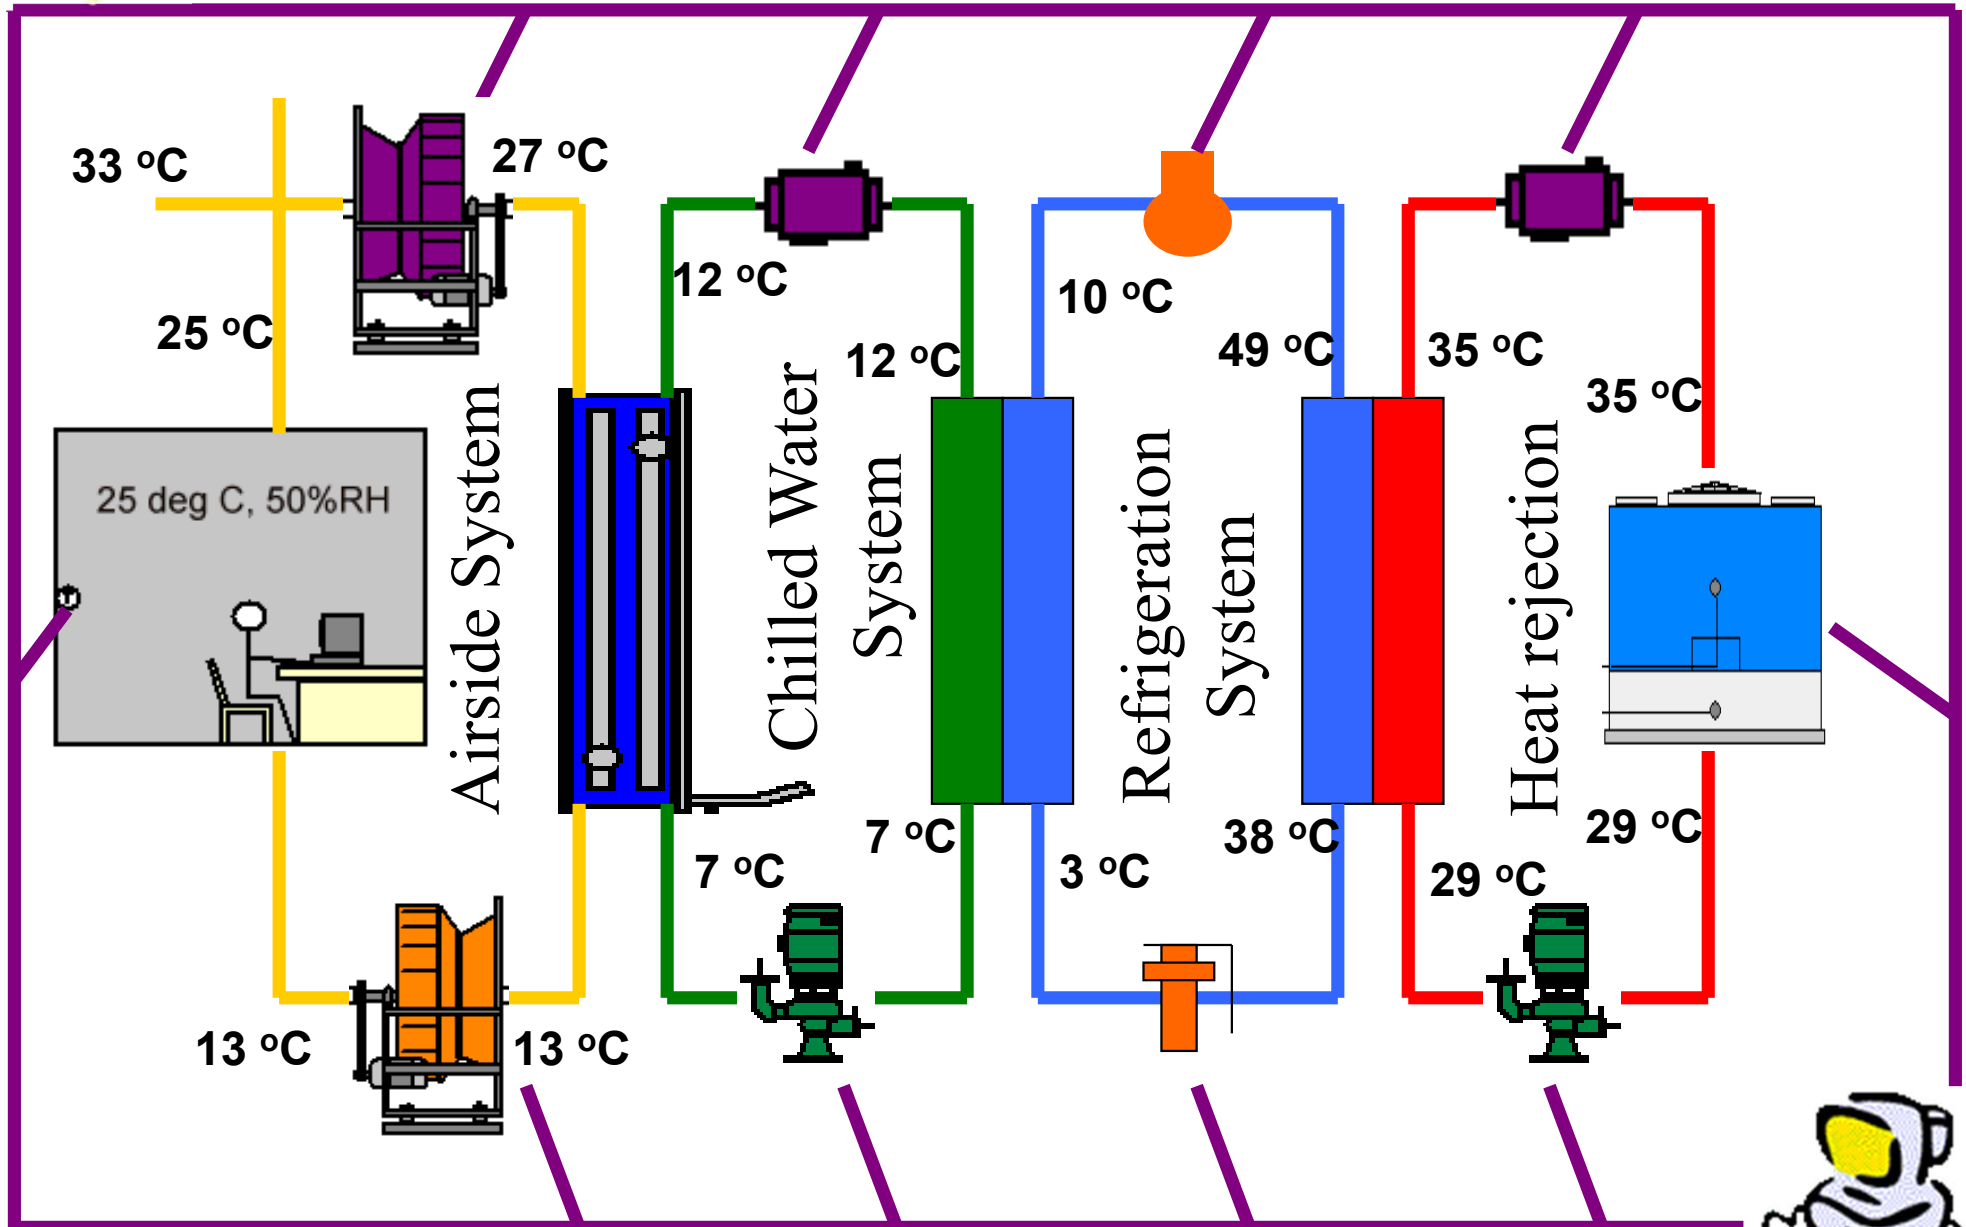 33 ºC
27 ºC
25 ºC
12 ºC
12 ºC
10 ºC
49 ºC
35 ºC
35 ºC
25 deg C, 50%RH
T
Airside System
Chilled Water
System
Refrigeration
System
Heat rejection
7 ºC
7 ºC
3 ºC
38 ºC
29 ºC
29 ºC
13 ºC
13 ºC